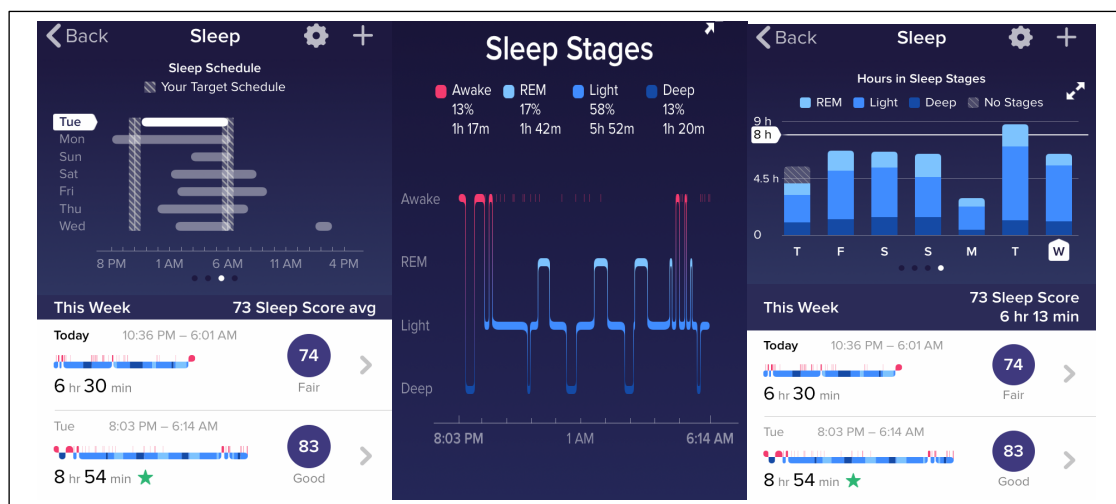 Back Sleep
Sleep Schedule
Your Target Schedule
Tue
Mon
Sun
Sat
Fri
Thu
Wed
8 PM 1 AM 6 AM 11 AM 4 PM
This Week 73 Sleep Score avg
Today 10:36 PM – 6:01 AM
74
6 hr 30 min Fair
Tue 8:03 PM – 6:14 AM
83
8 hr 54 min Good
Sleep Stages
Awake REM Light Deep
13% 17% 58% 13%
1h 17m 1h 42m 5h 52m 1h 20m
Awake
REM
Light
Deep
8:03 PM 1 AM 6:14 AM
Back Sleep
Hours in Sleep Stages
REM Light Deep No Stages
9 h
8 h
4.5 h
0
T F S S M T W
This Week 73 Sleep Score
6 hr 13 min
Today 10:36 PM – 6:01 AM
74
6 hr 30 min Fair
Tue 8:03 PM – 6:14 AM
83
8 hr 54 min Good